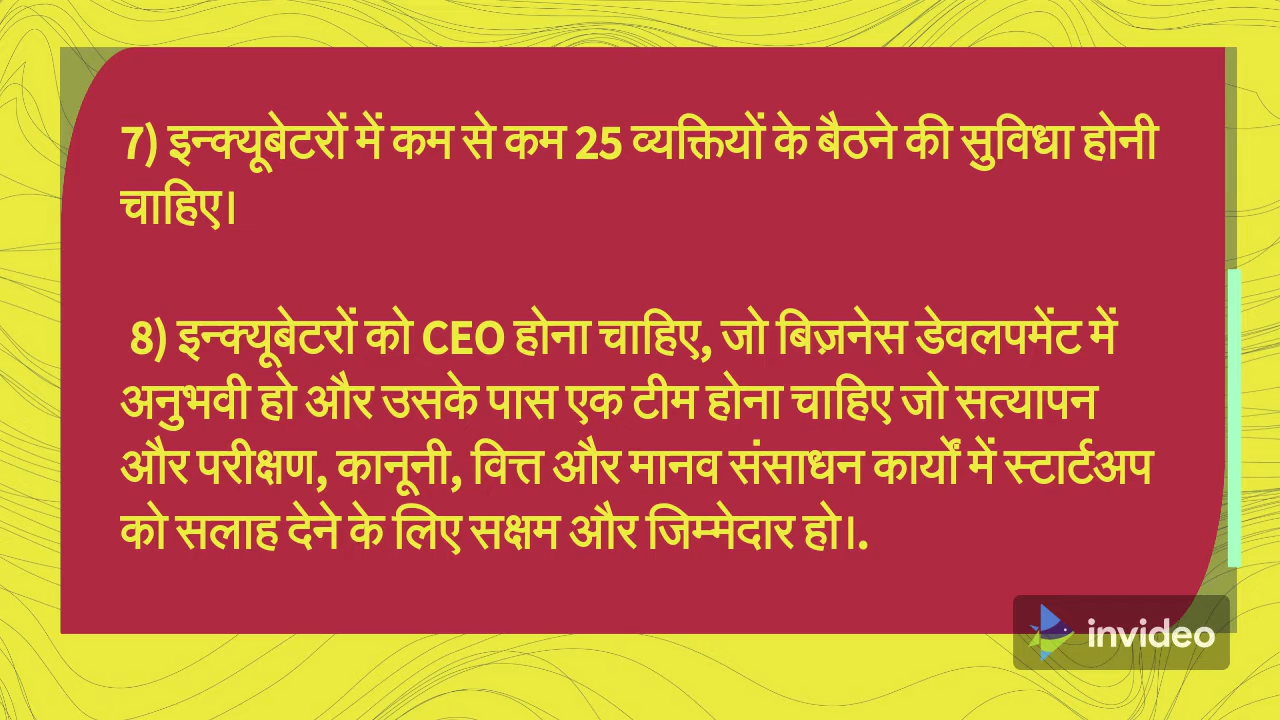 7) इन्क्यूबेटरों में कम से कम 25 व्यक्तियों के बैठने की सुविधा होनी
चाहिए।
8) इन्क्यूबेटरों को CEO होना चाहिए, जो बिज़नेस डेवलपमेंट में
अनुभवी हो और उसके पास एक टीम होना चाहिए जो सत्यापन
और परीक्षण, कानूनी, वित्त और मानव संसाधन कार्यों में स्टार्टअप
को सलाह देने के लिए सक्षम और जिम्मेदार हो।.
invideo